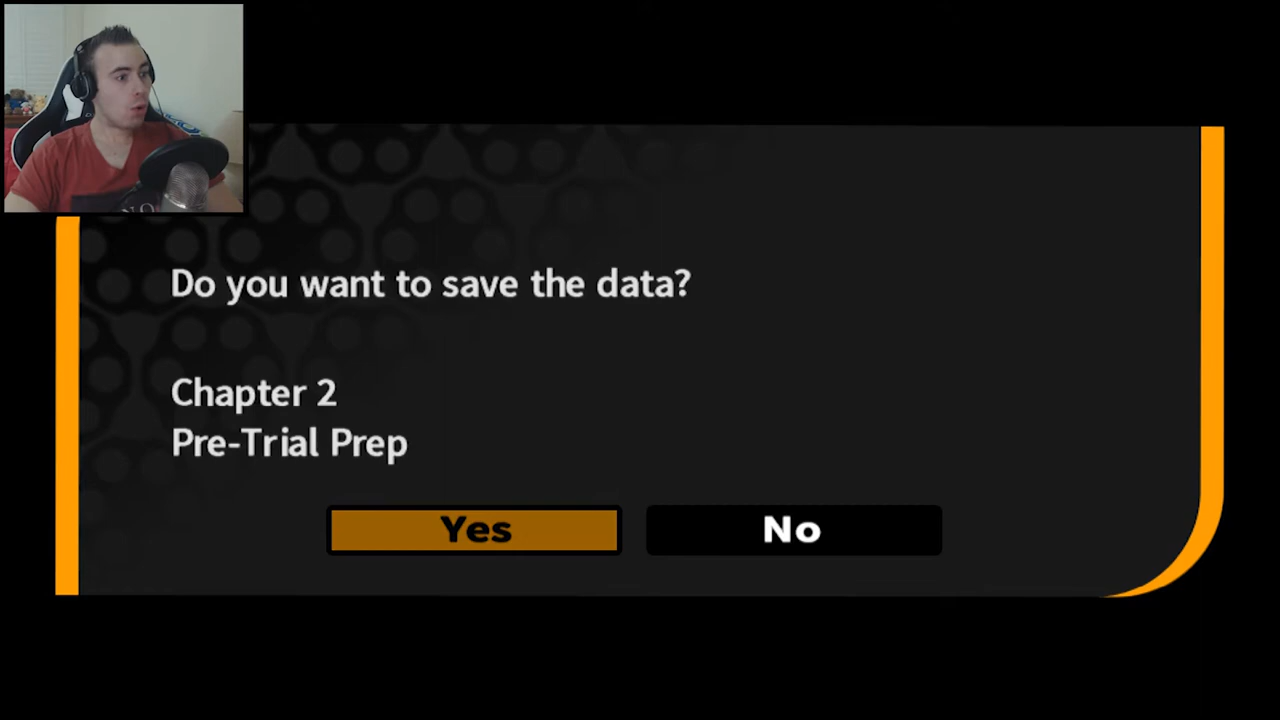 Do you want to save the data?
Chapter 2
Pre-Trial Prep
Yes
No